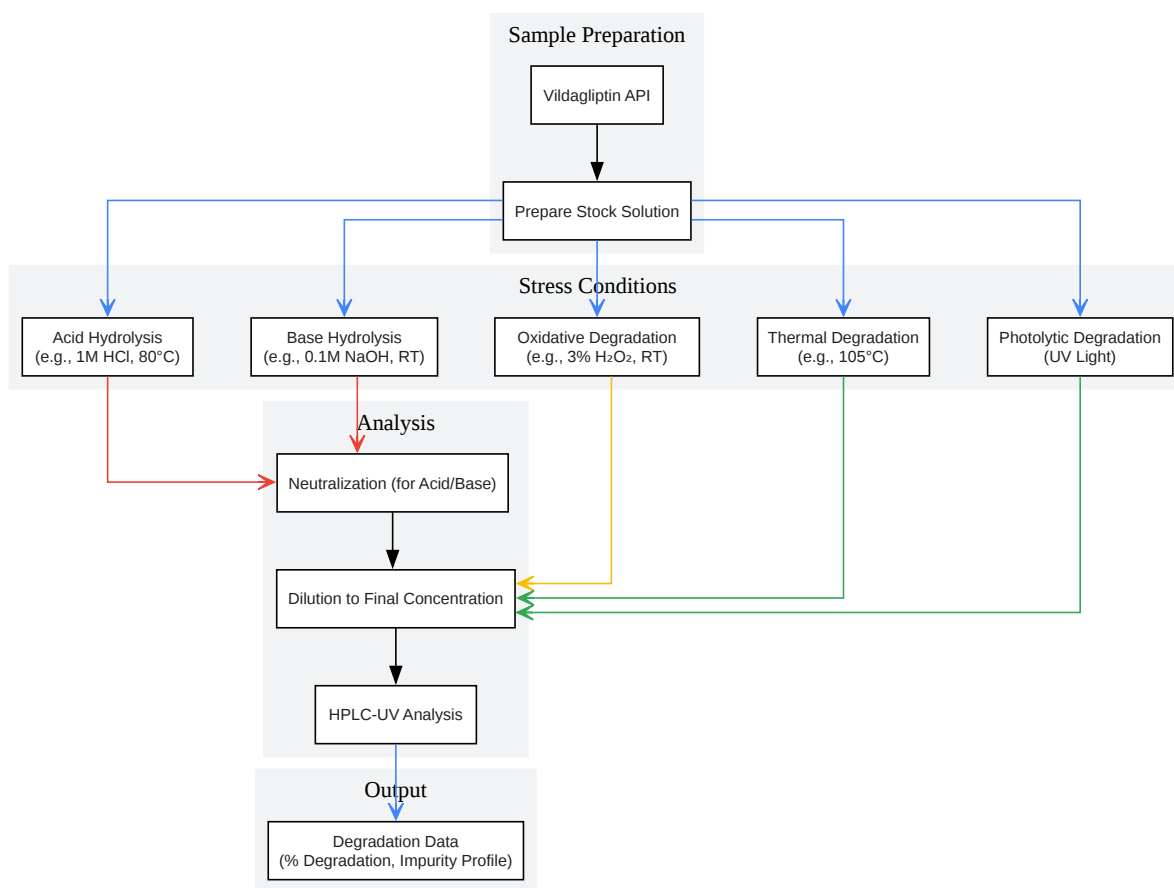 Sample Preparation
Vildagliptin API
Prepare Stock Solution
Stress Conditions
Acid Hydrolysis
(e.g., 1M HCl, 80°C)
Base Hydrolysis
(e.g., 0.1M NaOH, RT)
Oxidative Degradation
(e.g., 3% H₂O₂, RT)
Thermal Degradation
(e.g., 105°C)
Photolytic Degradation
(UV Light)
Analysis
Neutralization (for Acid/Base)
Dilution to Final Concentration
HPLC-UV Analysis
Output
Degradation Data
(% Degradation, Impurity Profile)